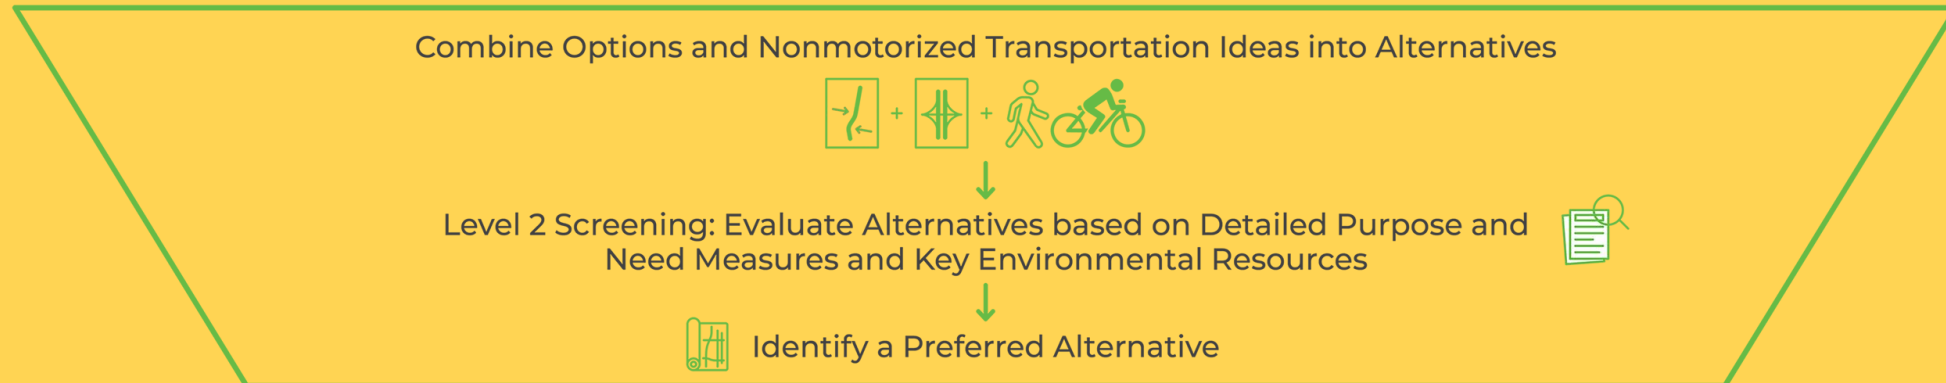 Combine Options and Nonmotorized Transportation Ideas into Alternatives
+ +
Level 2 Screening: Evaluate Alternatives based on Detailed Purpose and
Need Measures and Key Environmental Resources
Identify a Preferred Alternative